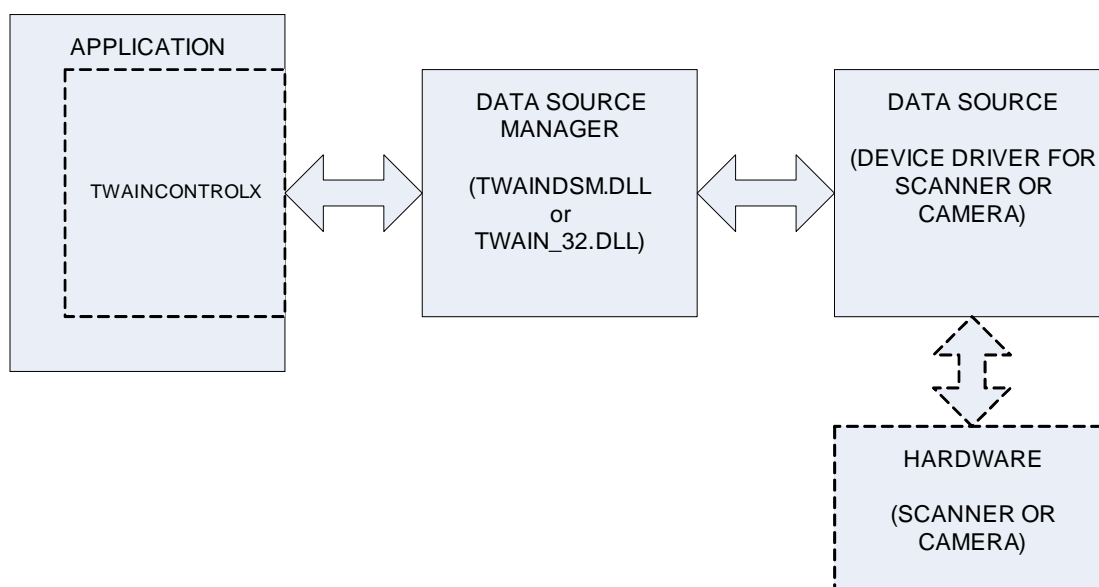 APPLICATION
TWAINCONTROLX
DATA SOURCE
MANAGER
(TWAINDSM.DLL
or
TWAIN_32.DLL)
DATA SOURCE
(DEVICE DRIVER FOR
SCANNER OR
CAMERA)
HARDWARE
(SCANNER OR
CAMERA)